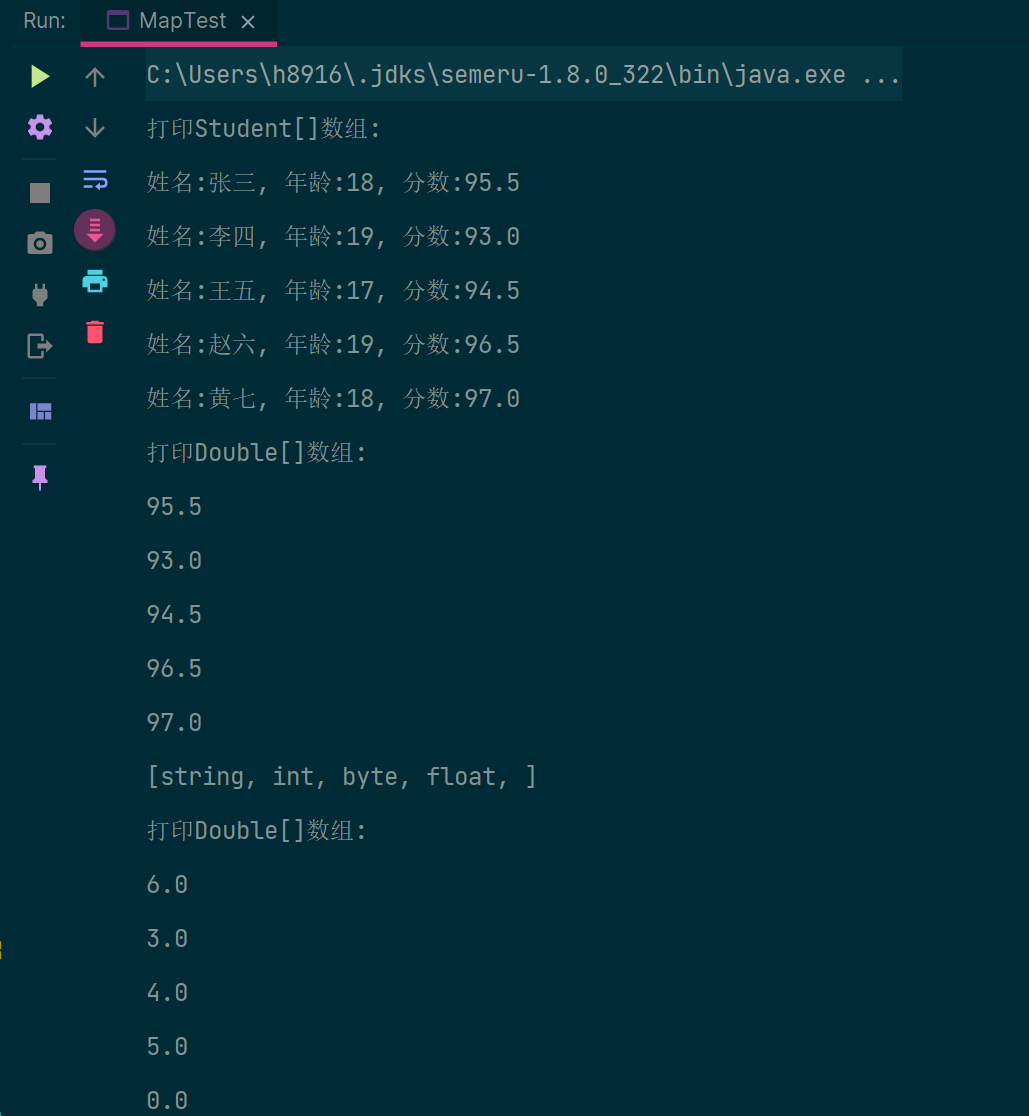 Run: MapTest
C:\Users\h8916\.jdks\semeru-1.8.0_322\bin\java.exe ...
打印Student[]数组:
姓名:张三, 年龄:18, 分数:95.5
姓名:李四, 年龄:19, 分数:93.0
姓名:王五, 年龄:17, 分数:94.5
姓名:赵六, 年龄:19, 分数:96.5
姓名:黄七, 年龄:18, 分数:97.0
打印Double[]数组:
95.5
93.0
94.5
96.5
97.0
[string, int, byte, float, ]
打印Double[]数组:
6.0
3.0
4.0
5.0
0.0